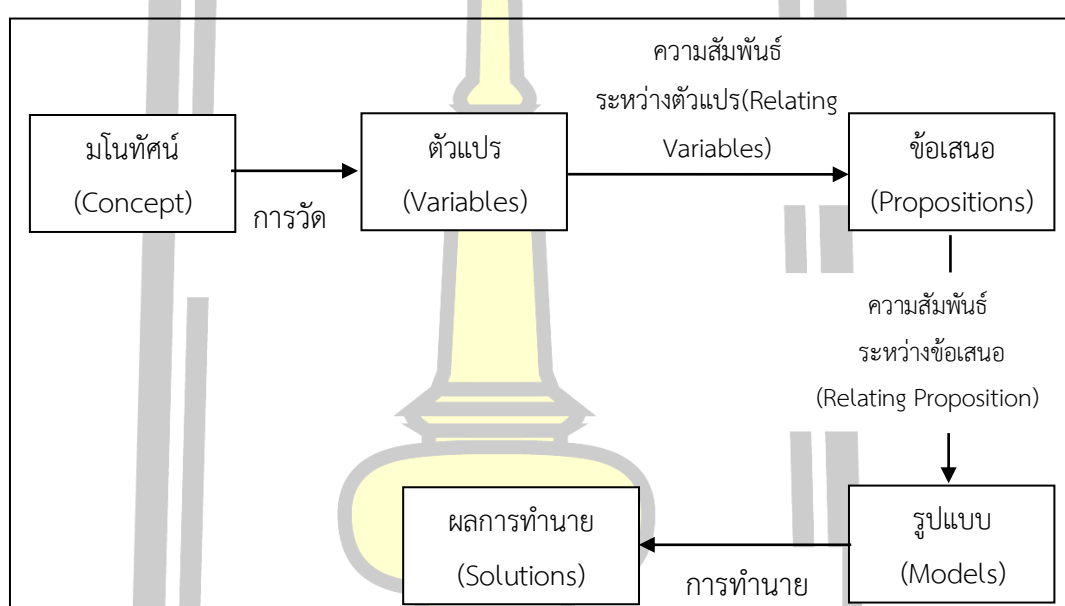 มโนทัศน์
(Concept)
การวัด
ตัวแปร
(Variables)
ความสัมพันธ์
ระหว่างตัวแปร(Relating
Variables)
ข้อเสนอ
(Propositions)
ความสัมพันธ์
ระหว่างข้อเสนอ
(Relating Proposition)
รูปแบบ
(Models)
การทำนาย
ผลการทำนาย
(Solutions)